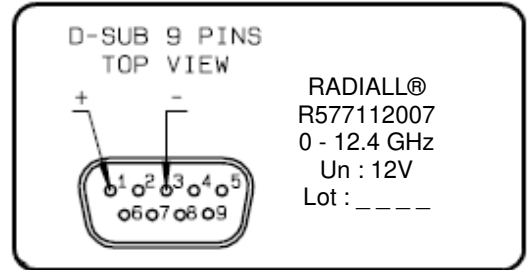 D-SUB 9 PINS
TOP VIEW
+ -
1 2 3 4 5
6 7 8 9
RADIALL®
R577112007
0 - 12.4 GHz
Un : 12V
Lot : _ _ _ _